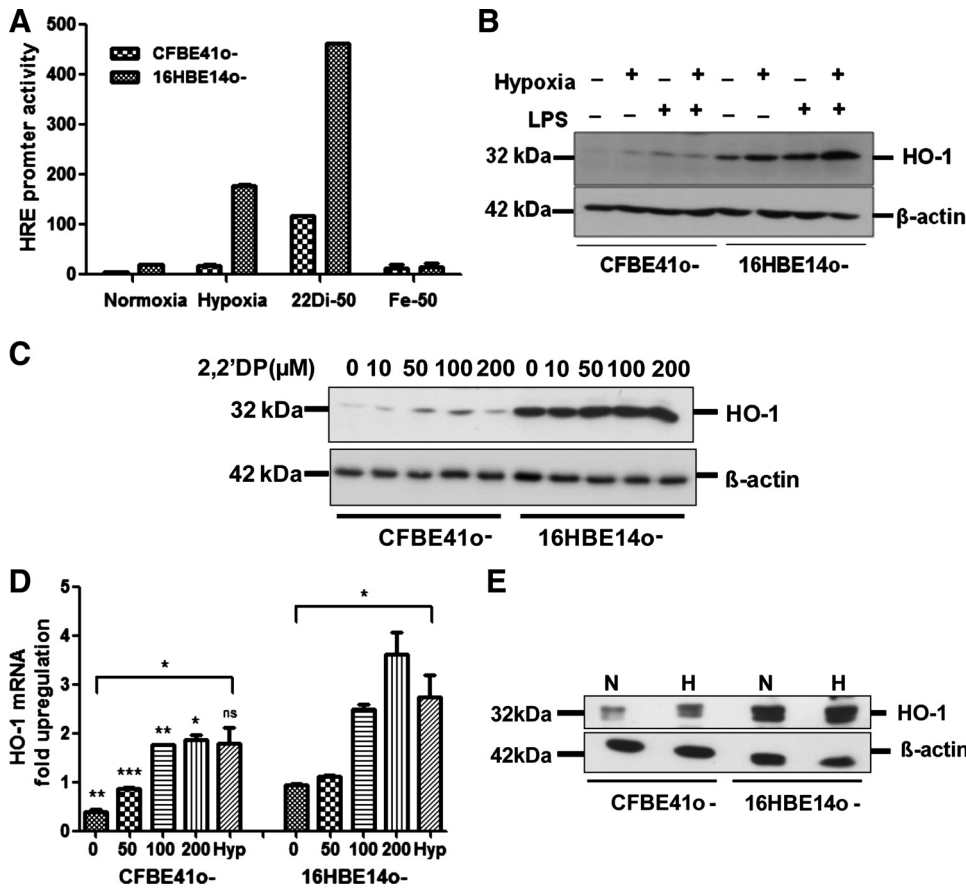 A
500
400
300
200
100
0
HRE promter activity
CFBE41o-
16HBE14o-
Normoxia Hypoxia 22Di-50 Fe-50
B
Hypoxia – + – + – + – +
LPS – – + + – – + +
32 kDa HO-1
42 kDa ß-actin
CFBE41o- 16HBE14o-
C
2,2'DP(µM) 0 10 50 100 200 0 10 50 100 200
32 kDa HO-1
42 kDa ß-actin
CFBE41o- 16HBE14o-
D
5
4
3
2
1
0
HO-1 mRNA
fold upregulation
* *
** *** ** * ns
0 50 100 200 Hyp 0 50 100 200 Hyp
CFBE41o- 16HBE14o-
E
N H N H
32kDa HO-1
42kDa ß-actin
CFBE41o - 16HBE14o -